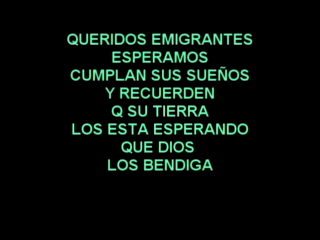 QUERIDOS EMIGRANTES
ESPERAMOS
CUMPLAN SUS SUEÑOS
Y RECUERDEN
Q SU TIERRA
LOS ESTA ESPERANDO
QUE DIOS
LOS BENDIGA